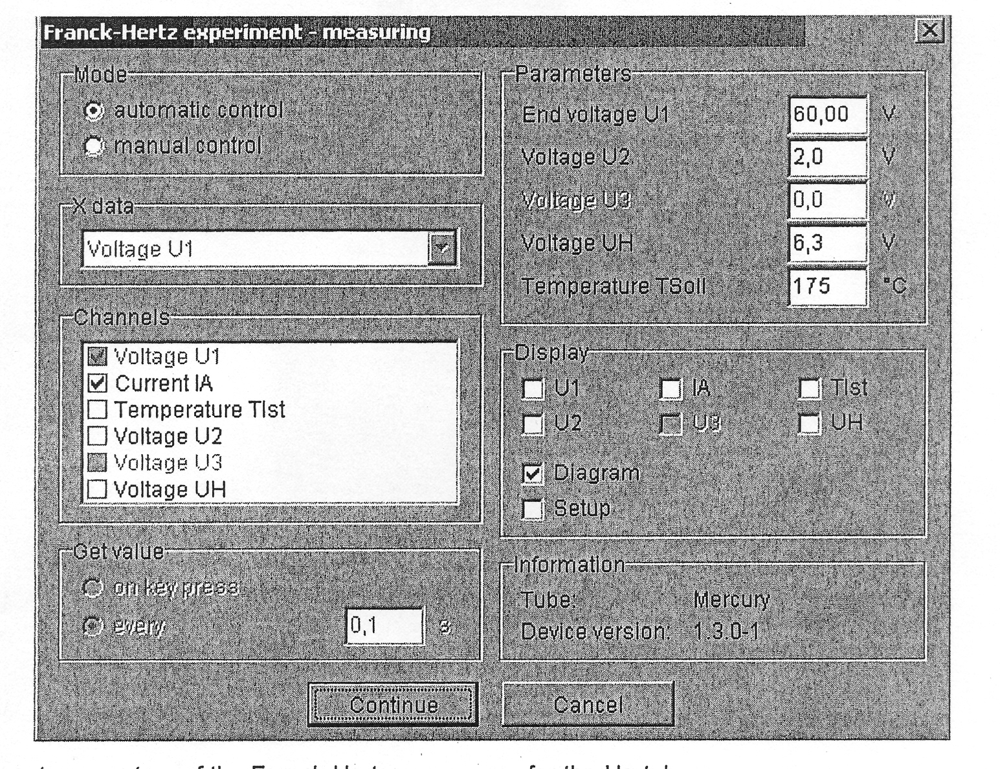 Franck-Hertz experiment - measuring
Mode
automatic control
manual control
X data
Voltage U1
Channels
Voltage U1
Current IA
Temperature TIst
Voltage U2
Voltage U3
Voltage UH
Get value
on key press
every 0,1 s
Parameters
End voltage U1 60,00 V
Voltage U2 2,0 V
Voltage U3 0,0 V
Voltage UH 6,3 V
Temperature TSoll 175 °C
Display
U1 IA TIst
U2 U3 UH
Diagram
Setup
Information
Tube: Mercury
Device version: 1.3.0-1
Continue Cancel